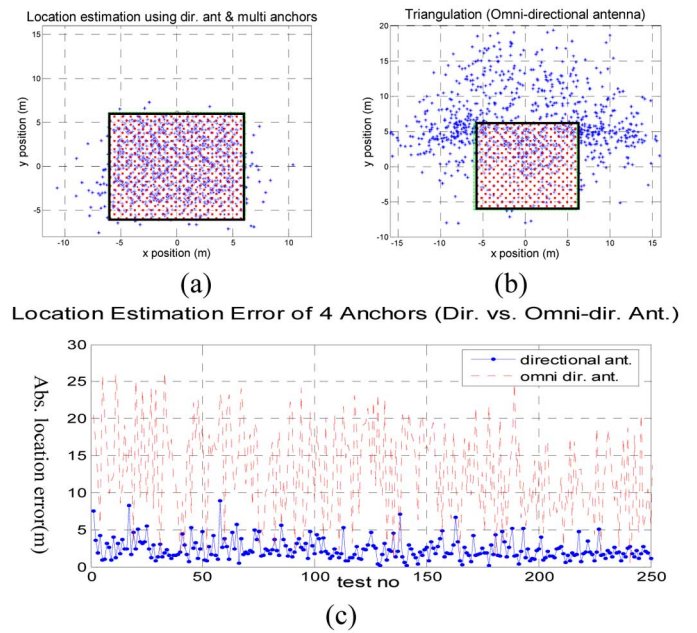 Location estimation using dir. ant & multi anchors
15
10
5
0
-5
y position (m)
-10 -5 0 5 10
x position (m)
(a)
Triangulation (Omni-directional antenna)
20
15
10
5
0
-5
20
y position (m)
-15 -10 -5 0 5 10 15
x position (m)
(b)
Location Estimation Error of 4 Anchors (Dir. vs. Omni-dir. Ant.)
30
25
20
15
10
5
0
Abs. location error(m)
directional ant.
omni dir. ant.
0 50 100 150 200 250
test no
(c)